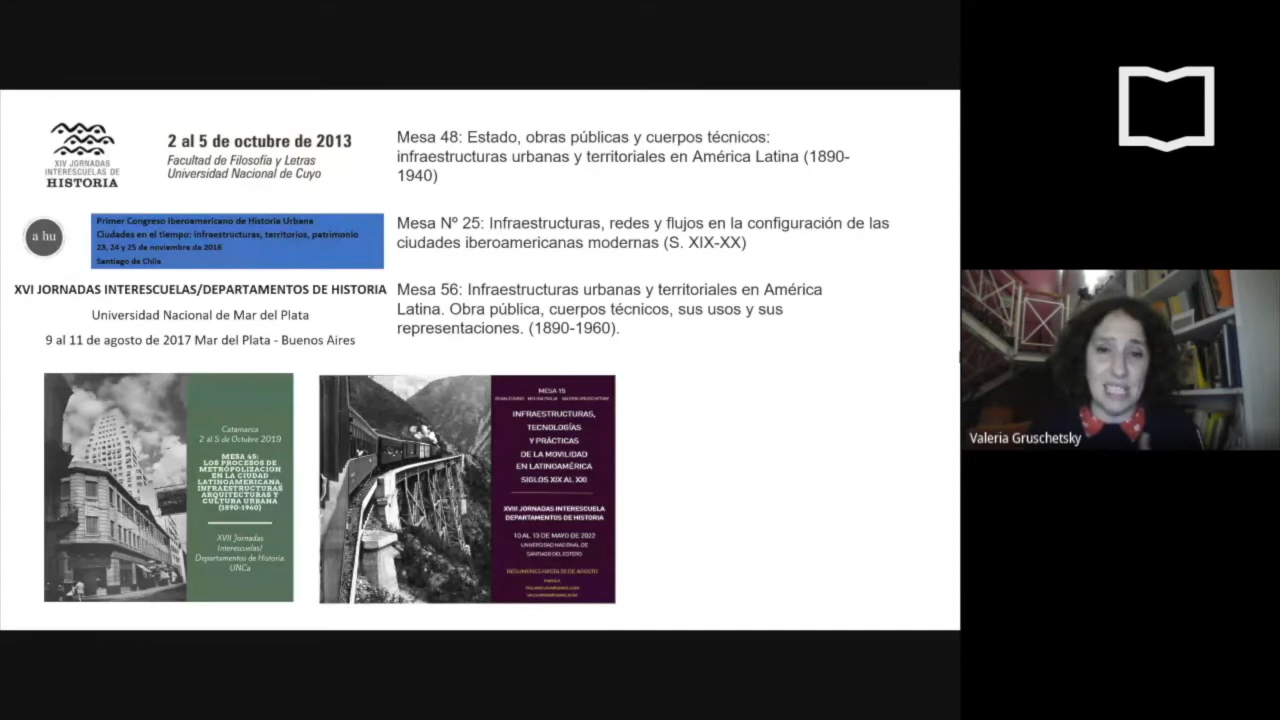 XIV JORNADAS
INTERESCUELAS DE
HISTORIA
2 al 5 de octubre de 2013
Facultad de Filosofía y Letras
Universidad Nacional de Cuyo
Mesa 48: Estado, obras públicas y cuerpos técnicos:
infraestructuras urbanas y territoriales en América Latina (1890-
1940)
a hu
Primer Congreso Iberoamericano de Historia Urbana
Ciudades en el tiempo: infraestructuras, territorios, patrimonio
23, 24 y 25 de noviembre de 2016
Santiago de Chile
Mesa Nº 25: Infraestructuras, redes y flujos en la configuración de las
ciudades iberoamericanas modernas (S. XIX-XX)
XVI JORNADAS INTERESCUELAS/DEPARTAMENTOS DE HISTORIA
Universidad Nacional de Mar del Plata
9 al 11 de agosto de 2017 Mar del Plata - Buenos Aires
Mesa 56: Infraestructuras urbanas y territoriales en América
Latina. Obra pública, cuerpos técnicos, sus usos y sus
representaciones. (1890-1960).
Catamarca
2 al 5 de Octubre 2019
MESA 45:
LOS PROCESOS DE
METROPOLIZACION
EN LA CIUDAD
LATINOAMERICANA.
INFRAESTRUCTURAS
ARQUITECTURAS Y
CULTURA URBANA
(1890-1960)
XVII Jornadas
Interescuelas/
Departamentos de Historia.
UNCa
MESA 15
VALERIA GRUSCHETSKY
INFRAESTRUCTURAS,
TECNOLOGÍAS
Y PRÁCTICAS
DE LA MOVILIDAD
EN LATINOAMÉRICA
SIGLOS XIX AL XXI
XVIII JORNADAS INTERESCUELA
DEPARTAMENTOS DE HISTORIA
10 AL 13 DE MAYO DE 2022
UNIVERSIDAD NACIONAL DE
SANTIAGO DEL ESTERO
RESUMENES HASTA 30 DE AGOSTO
Valeria Gruschetsky